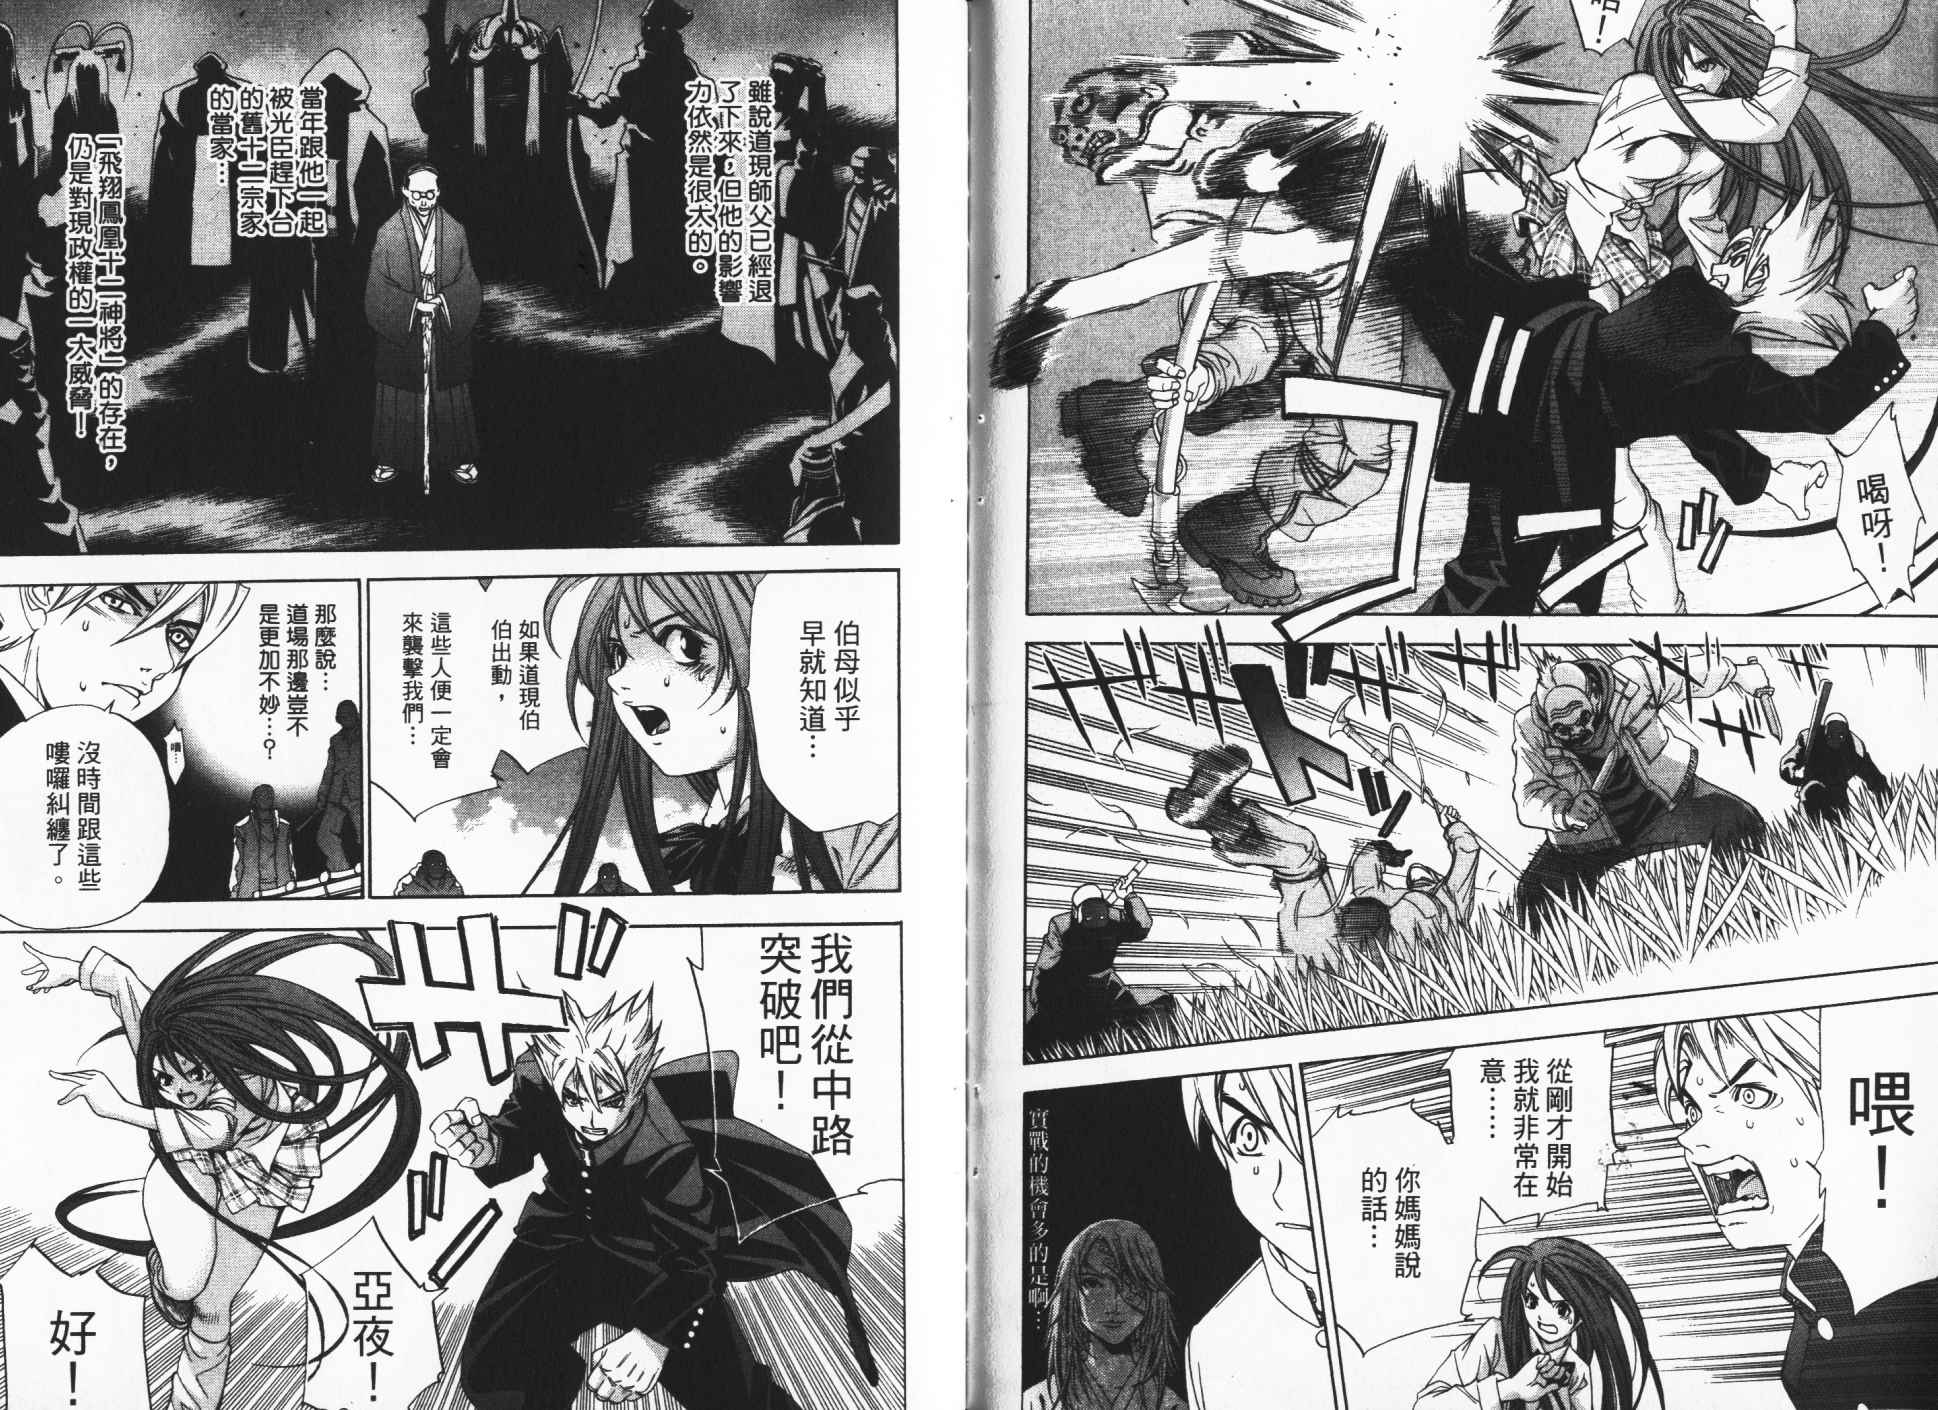 哈！
喝呀！
喂！
從剛才開始
我就非常在
意……
你媽媽說
的話…
實戰的機會多的是啊…
雖說道現師父已經退
了下來，但他的影響
力依然是很大的。
當年跟他一起
被光臣趕下台
的舊十二宗家
的當家…
「飛翔鳳凰十二神將」的存在，
仍是對現政權的一大威脅！
伯母似乎
早就知道…
如果道現伯
伯出動，
這些人便一定會
來襲擊我們…
那麼說…
道場那邊豈不
是更加不妙…？
嘖…
沒時間跟這些
嘍囉糾纏了。
我們從中路
突破吧！
亞夜！
好！